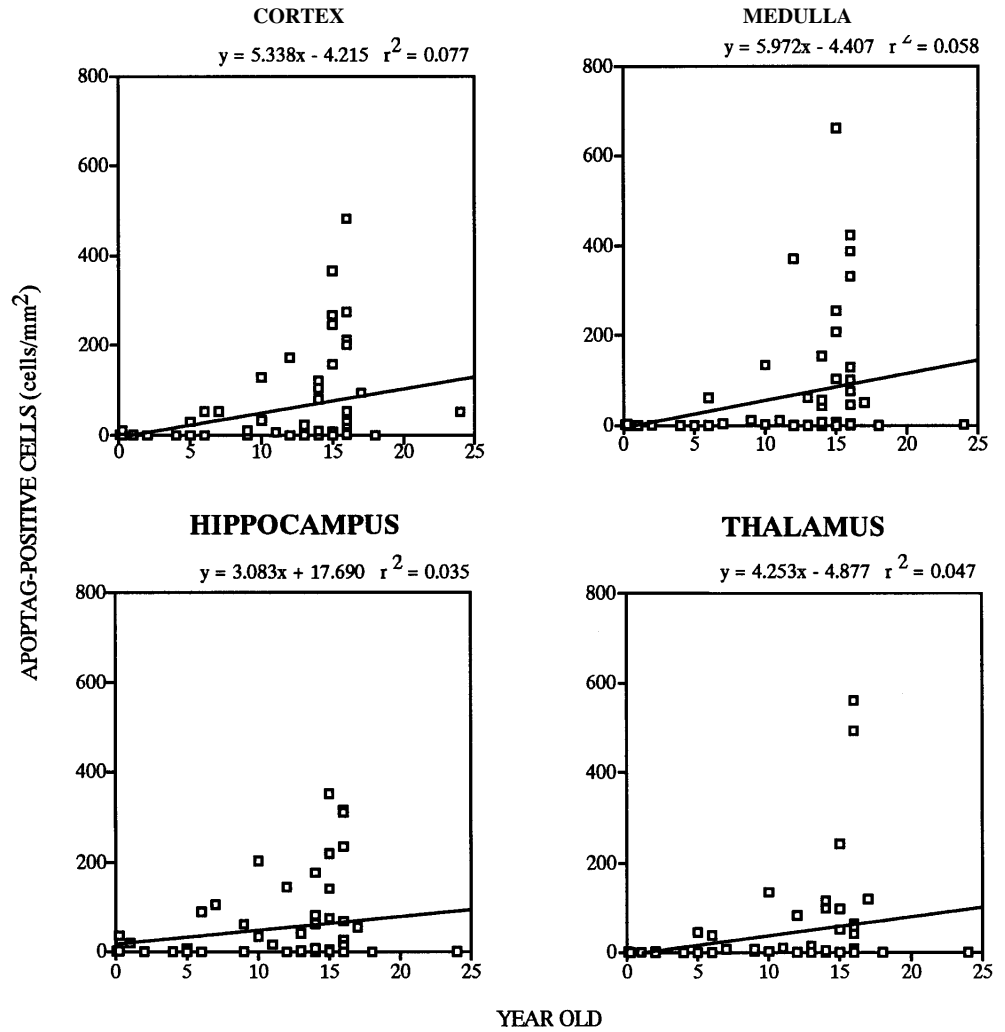 CORTEX
y = 5.338x - 4.215 r² = 0.077
800
600
400
200
0
0 5 10 15 20 25
MEDULLA
y = 5.972x - 4.407 r² = 0.058
800
600
400
200
0
0 5 10 15 20 25
APOPTAG-POSITIVE CELLS (cells/mm²)
HIPPOCAMPUS
y = 3.083x + 17.690 r² = 0.035
800
600
400
200
0
0 5 10 15 20 25
THALAMUS
y = 4.253x - 4.877 r² = 0.047
800
600
400
200
0
0 5 10 15 20 25
YEAR OLD